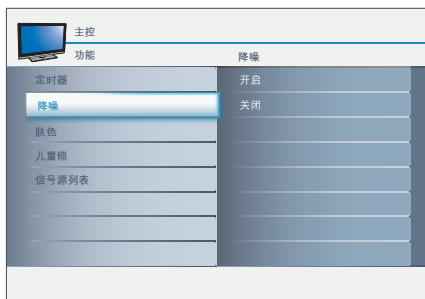 主控
功能 降噪
定时器 开启
降噪 关闭
肤色
儿童锁
信号源列表